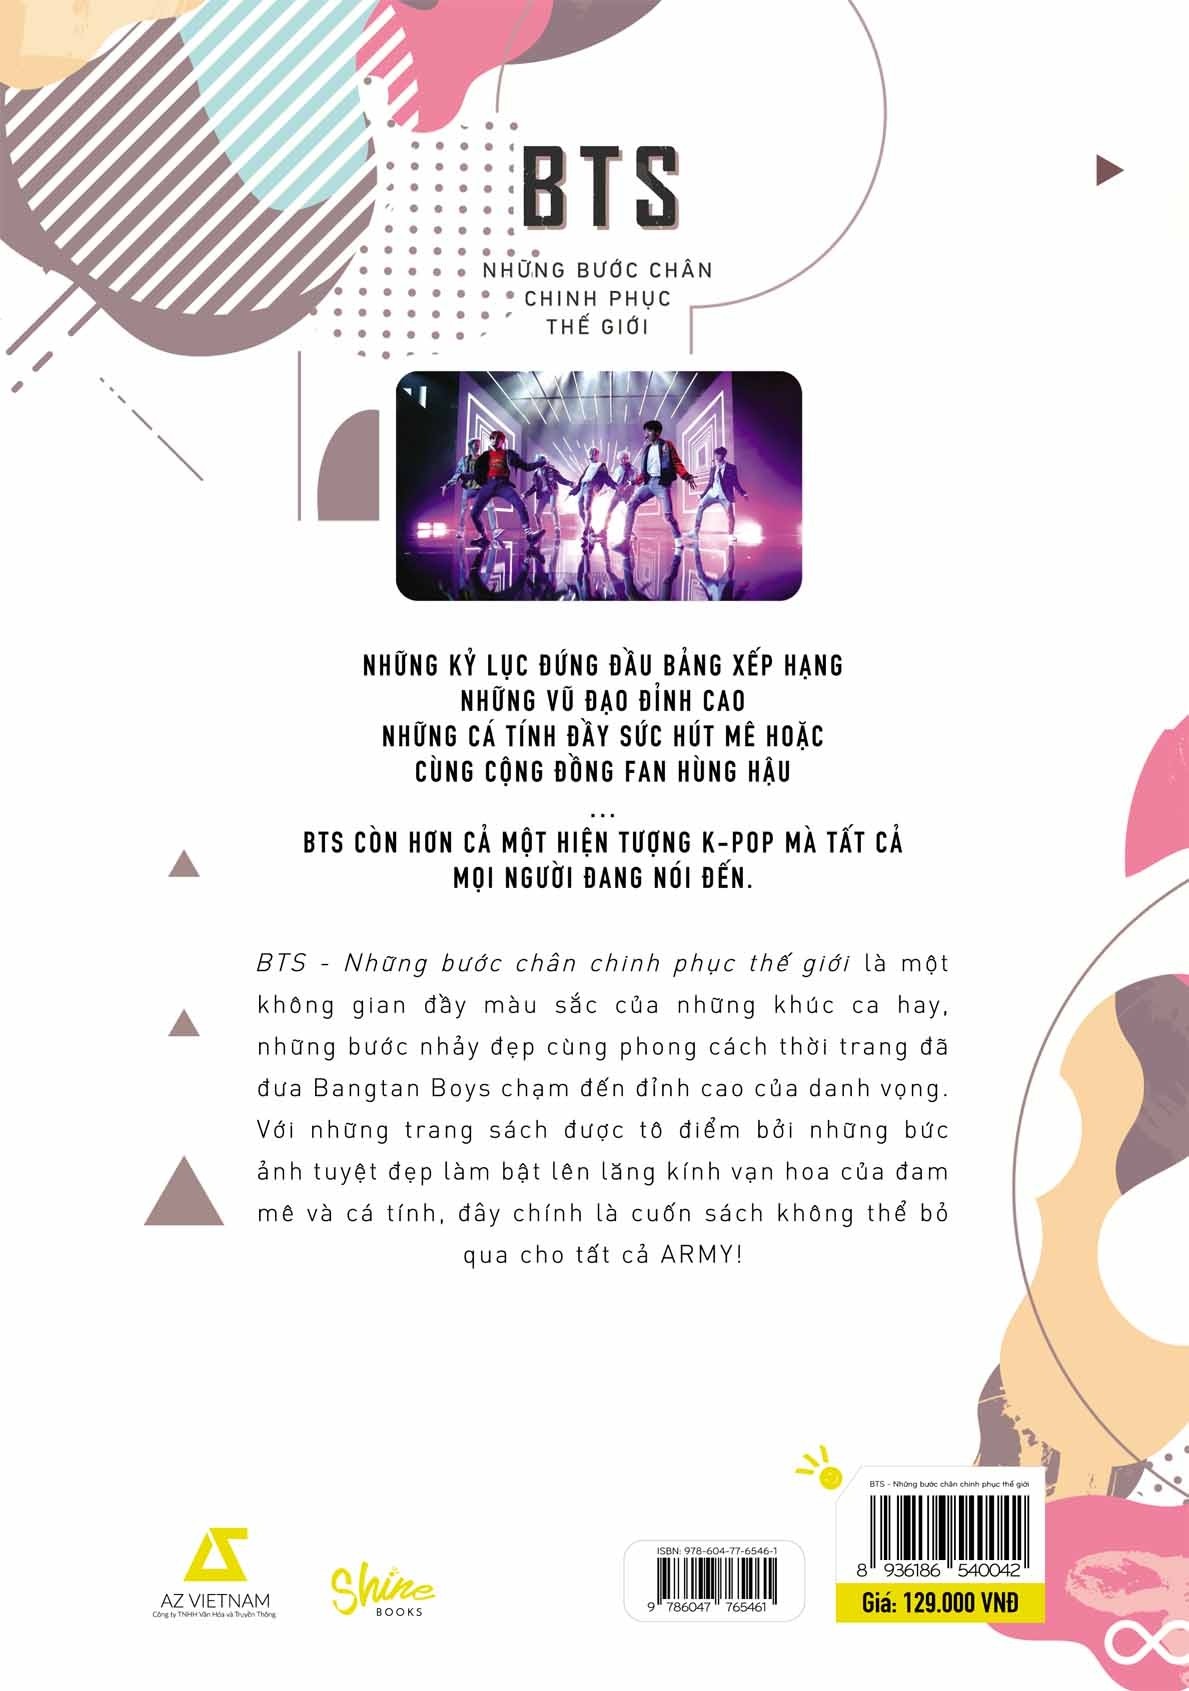 BTS
NHỮNG BƯỚC CHÂN
CHINH PHỤC
THẾ GIỚI
NHỮNG KỶ LỤC ĐỨNG ĐẦU BẢNG XẾP HẠNG
NHỮNG VŨ ĐẠO ĐỈNH CAO
NHỮNG CÁ TÍNH ĐẦY SỨC HÚT MÊ HOẶC
CÙNG CỘNG ĐỒNG FAN HÙNG HẬU
...
BTS CÒN HƠN CẢ MỘT HIỆN TƯỢNG K-POP MÀ TẤT CẢ
MỌI NGƯỜI ĐANG NÓI ĐẾN.
BTS - Những bước chân chinh phục thế giới là một
không gian đầy màu sắc của những khúc ca hay,
những bước nhảy đẹp cùng phong cách thời trang đã
đưa Bangtan Boys chạm đến đỉnh cao của danh vọng.
Với những trang sách được tô điểm bởi những bức
ảnh tuyệt đẹp làm bật lên lăng kính vạn hoa của đam
mê và cá tính, đây chính là cuốn sách không thể bỏ
qua cho tất cả ARMY!
AZ VIETNAM
Công ty TNHH Văn Hóa và Truyền Thông
Shine
BOOKS
ISBN: 978-604-77-6546-1
9 786047 765461
BTS - Những bước chân chinh phục thế giới
8 936186 540042
Giá: 129.000 VNĐ